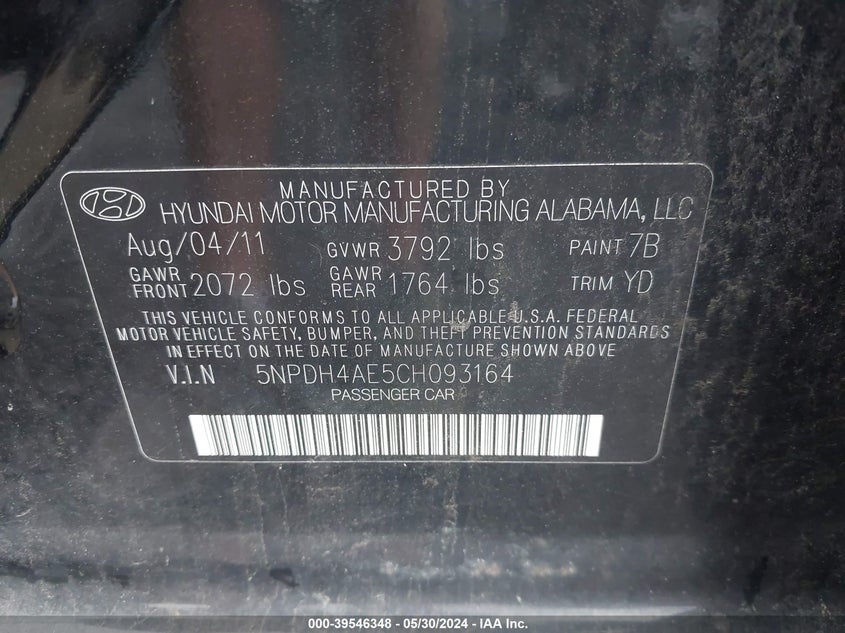 MANUFACTURED BY
HYUNDAI MOTOR MANUFACTURING ALABAMA, LLC
Aug/04/11 GVWR 3792 lbs PAINT 7B
GAWR FRONT 2072 lbs GAWR REAR 1764 lbs TRIM YD
THIS VEHICLE CONFORMS TO ALL APPLICABLE U.S.A. FEDERAL
MOTOR VEHICLE SAFETY, BUMPER, AND THEFT PREVENTION STANDARDS
IN EFFECT ON THE DATE OF MANUFACTURE SHOWN ABOVE
V.I.N 5NPDH4AE5CH093164
PASSENGER CAR
000-39546348 - 05/30/2024 - IAA Inc.